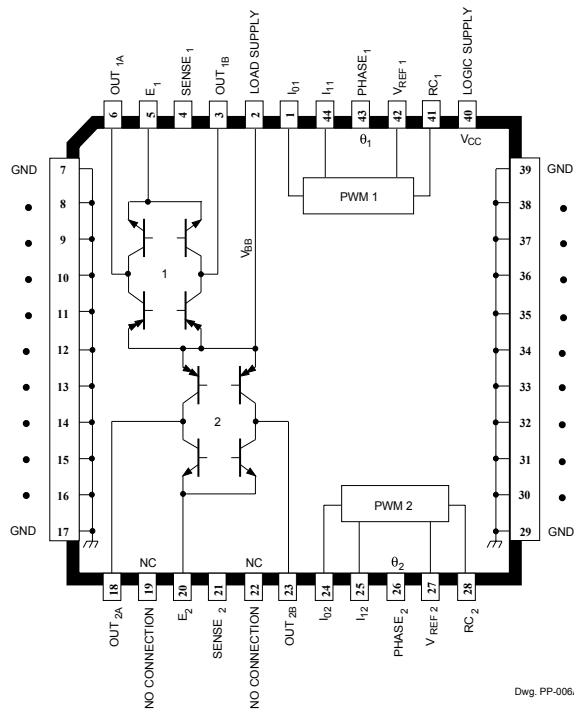 OUT 1A
E1
SENSE 1
OUT 1B
LOAD SUPPLY
I01
I11
PHASE 1
VREF 1
RC1
LOGIC SUPPLY
6
5
4
3
2
1
44
43
42
41
40
θ1
VCC
GND
7
39
GND
PWM 1
8
38
9
37
VBB
10
1
36
11
35
12
34
13
33
14
2
32
15
31
16
30
PWM 2
GND
17
29
GND
NC
NC
θ2
18
19
20
21
22
23
24
25
26
27
28
OUT 2A
NO CONNECTION
E2
SENSE 2
NO CONNECTION
OUT 2B
I02
I12
PHASE 2
V REF 2
RC 2